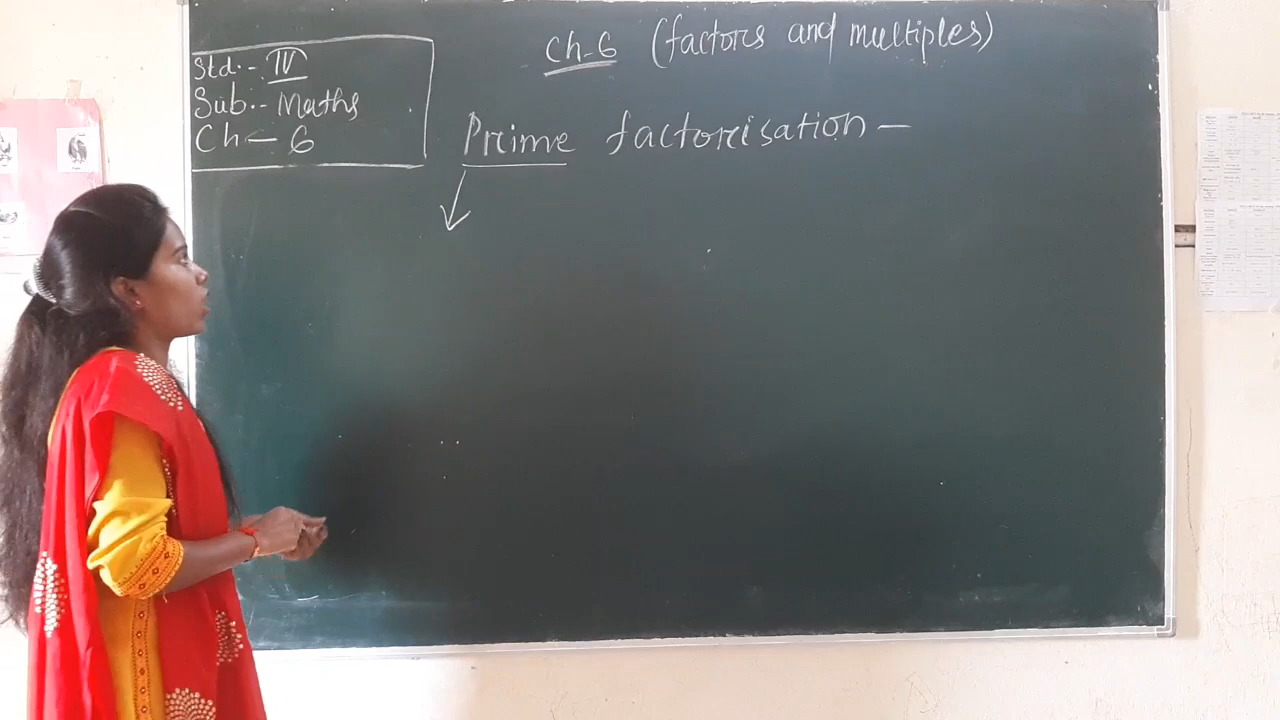 Std. - IV
Sub. - Maths
Ch - 6
Ch-6 (factors and multiples)
Prime factorisation -